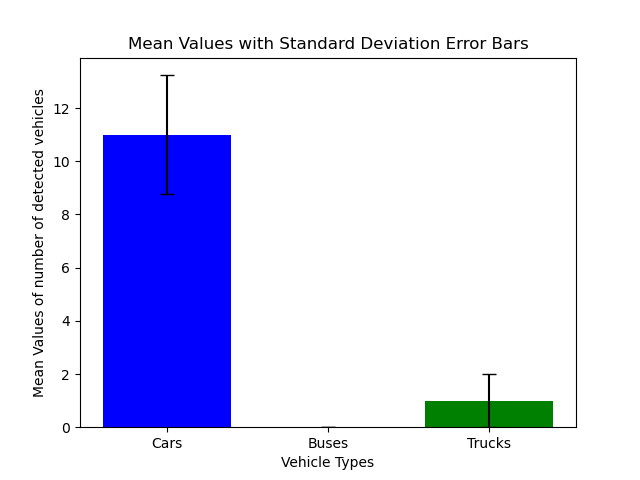 Mean Values with Standard Deviation Error Bars
Mean Values of number of detected vehicles
12
10
8
6
4
2
0
Cars Buses Trucks
Vehicle Types